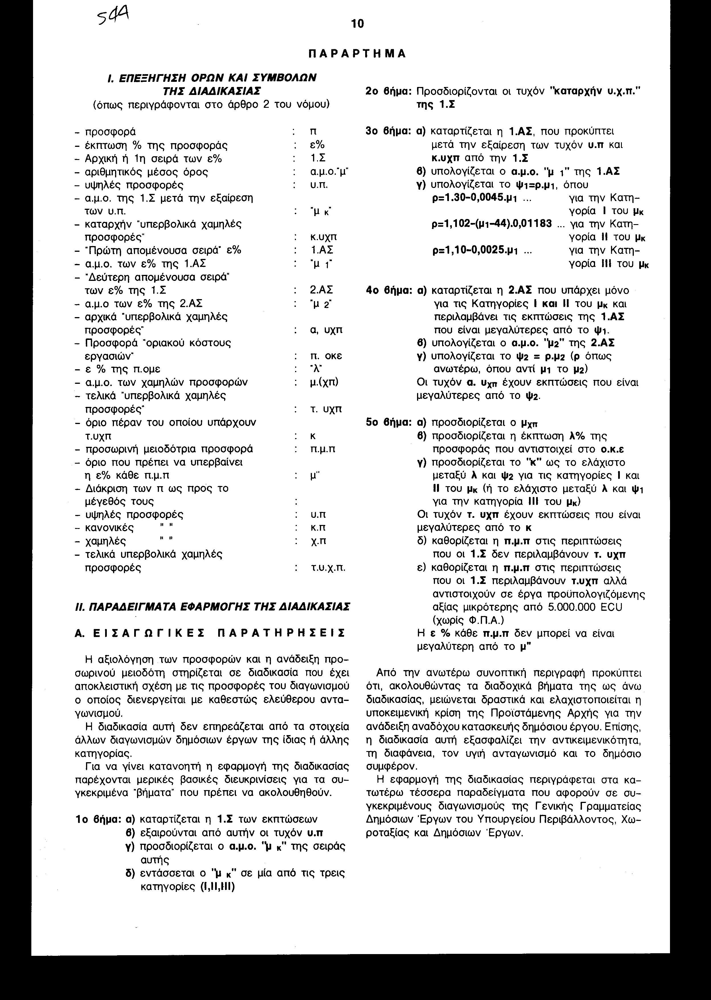 10
ΠΑΡΑΡΤΗΜΑ
I. ΕΠΕΞΗΓΗΣΗ ΟΡΩΝ ΚΑΙ ΣΥΜΒΟΛΩΝ
ΤΗΣ ΔΙΑΔΙΚΑΣΙΑΣ
(όπως περιγράφονται στο άρθρο 2 του νόμου)
- προσφορά : π
- έκπτωση % της προσφοράς : ε%
- Αρχική ή 1η σειρά των ε% : 1.Σ
- αριθμητικός μέσος όρος : α.μ.ο."μ"
- υψηλές προσφορές : υ.π.
- α.μ.ο. της 1.Σ μετά την εξαίρεση
των υ.π. : "μ κ"
- καταρχήν "υπερβολικά χαμηλές
προσφορές" : κ.υχπ
- "Πρώτη απομένουσα σειρά" ε% : 1.ΑΣ
- α.μ.ο. των ε% της 1.ΑΣ : "μ 1"
- "Δεύτερη απομένουσα σειρά"
των ε% της 1.Σ : 2.ΑΣ
- α.μ.ο των ε% της 2.ΑΣ : "μ 2"
- αρχικά "υπερβολικά χαμηλές
προσφορές" : α, υχπ
- Προσφορά "οριακού κόστους
εργασιών" : π. οκε
- ε % της π.ομε : "λ"
- α.μ.ο. των χαμηλών προσφορών : μ.(χπ)
- τελικά "υπερβολικά χαμηλές
προσφορές" : τ. υχπ
- όριο πέραν του οποίου υπάρχουν
τ.υχπ : κ
- προσωρινή μειοδότρια προσφορά : π.μ.π
- όριο που πρέπει να υπερβαίνει
η ε% κάθε π.μ.π : μ"
- Διάκριση των π ως προς το
μέγεθός τους :
- υψηλές προσφορές : υ.π
- κανονικές " " : κ.π
- χαμηλές " " : χ.π
- τελικά υπερβολικά χαμηλές
προσφορές : τ.υ.χ.π.
II. ΠΑΡΑΔΕΙΓΜΑΤΑ ΕΦΑΡΜΟΓΗΣ ΤΗΣ ΔΙΑΔΙΚΑΣΙΑΣ
Α. ΕΙΣΑΓΩΓΙΚΕΣ ΠΑΡΑΤΗΡΗΣΕΙΣ
Η αξιολόγηση των προσφορών και η ανάδειξη προ-
σωρινού μειοδότη στηρίζεται σε διαδικασία που έχει
αποκλειστική σχέση με τις προσφορές του διαγωνισμού
ο οποίος διενεργείται με καθεστώς ελεύθερου αντα-
γωνισμού.
Η διαδικασία αυτή δεν επηρεάζεται από τα στοιχεία
άλλων διαγωνισμών δημόσιων έργων της ίδιας ή άλλης
κατηγορίας.
Για να γίνει κατανοητή η εφαρμογή της διαδικασίας
παρέχονται μερικές βασικές διευκρινίσεις για τα συ-
γκεκριμένα "βήματα" που πρέπει να ακολουθηθούν.
1ο βήμα: α) καταρτίζεται η 1.Σ των εκπτώσεων
β) εξαιρούνται από αυτήν οι τυχόν υ.π
γ) προσδιορίζεται ο α.μ.ο. "μ κ" της σειράς
αυτής
δ) εντάσσεται ο "μ κ" σε μία από τις τρεις
κατηγορίες (I,II,III)
2ο βήμα: Προσδιορίζονται οι τυχόν "καταρχήν υ.χ.π."
της 1.Σ
3ο βήμα: α) καταρτίζεται η 1.ΑΣ, που προκύπτει
μετά την εξαίρεση των τυχόν υ.π και
κ.υχπ από την 1.Σ
β) υπολογίζεται ο α.μ.ο. "μ 1" της 1.ΑΣ
γ) υπολογίζεται το ψ1=ρ.μ1, όπου
ρ=1.30-0,0045.μ1 ... για την Κατη-
γορία I του μκ
ρ=1,102-(μ1-44).0,01183 ... για την Κατη-
γορία II του μκ
ρ=1,10-0,0025.μ1 ... για την Κατη-
γορία III του μκ
4ο βήμα: α) καταρτίζεται η 2.ΑΣ που υπάρχει μόνο
για τις Κατηγορίες I και II του μκ και
περιλαμβάνει τις εκπτώσεις της 1.ΑΣ
που είναι μεγαλύτερες από το ψ1.
β) υπολογίζεται ο α.μ.ο. "μ2" της 2.ΑΣ
γ) υπολογίζεται το ψ2 = ρ.μ2 (ρ όπως
ανωτέρω, όπου αντί μ1 το μ2)
Οι τυχόν α. υχπ έχουν εκπτώσεις που είναι
μεγαλύτερες από το ψ2.
5ο βήμα: α) προσδιορίζεται ο μχπ
β) προσδιορίζεται η έκπτωση λ% της
προσφοράς που αντιστοιχεί στο ο.κ.ε
γ) προσδιορίζεται το "κ" ως το ελάχιστο
μεταξύ λ και ψ2 για τις κατηγορίες I και
II του μκ (ή το ελάχιστο μεταξύ λ και ψ1
για την κατηγορία III του μκ)
Οι τυχόν τ. υχπ έχουν εκπτώσεις που είναι
μεγαλύτερες από το κ
δ) καθορίζεται η π.μ.π στις περιπτώσεις
που οι 1.Σ δεν περιλαμβάνουν τ. υχπ
ε) καθορίζεται η π.μ.π στις περιπτώσεις
που οι 1.Σ περιλαμβάνουν τ.υχπ αλλά
αντιστοιχούν σε έργα προϋπολογιζόμενης
αξίας μικρότερης από 5.000.000 ECU
(χωρίς Φ.Π.Α.)
Η ε % κάθε π.μ.π δεν μπορεί να είναι
μεγαλύτερη από το μ"
Από την ανωτέρω συνοπτική περιγραφή προκύπτει
ότι, ακολουθώντας τα διαδοχικά βήματα της ως άνω
διαδικασίας, μειώνεται δραστικά και ελαχιστοποιείται η
υποκειμενική κρίση της Προϊστάμενης Αρχής για την
ανάδειξη αναδόχου κατασκευής δημόσιου έργου. Επίσης,
η διαδικασία αυτή εξασφαλίζει την αντικειμενικότητα,
τη διαφάνεια, τον υγιή ανταγωνισμό και το δημόσιο
συμφέρον.
Η εφαρμογή της διαδικασίας περιγράφεται στα κα-
τωτέρω τέσσερα παραδείγματα που αφορούν σε συ-
γκεκριμένους διαγωνισμούς της Γενικής Γραμματείας
Δημόσιων Έργων του Υπουργείου Περιβάλλοντος, Χω-
ροταξίας και Δημόσιων Έργων.